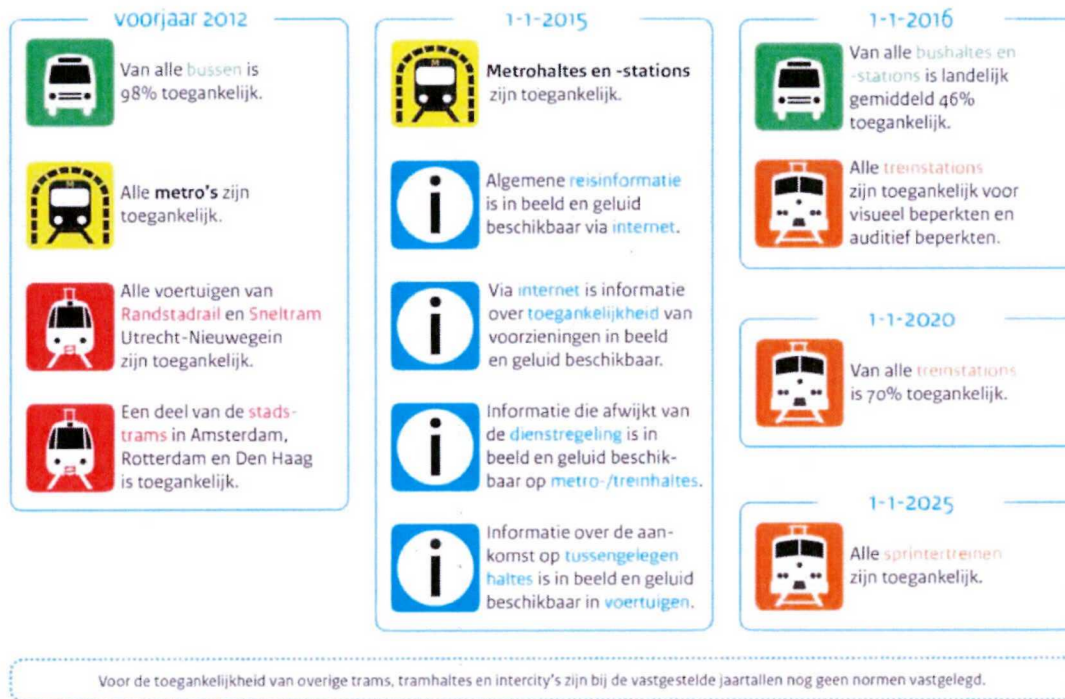 voorjaar 2012
Van alle bussen is
98% toegankelijk.
Alle metro's zijn
toegankelijk.
Alle voertuigen van
Randstadrail en Sneltram
Utrecht-Nieuwegein
zijn toegankelijk.
Een deel van de stads-
trams in Amsterdam,
Rotterdam en Den Haag
is toegankelijk.
1-1-2015
Metrohaltes en -stations
zijn toegankelijk.
Algemene reisinformatie
is in beeld en geluid
beschikbaar via internet.
Via internet is informatie
over toegankelijkheid van
voorzieningen in beeld
en geluid beschikbaar.
Informatie die afwijkt van
de dienstregeling is in
beeld en geluid beschik-
baar op metro-/treinhaltes.
Informatie over de aan-
komst op tussengelegen
haltes is in beeld en geluid
beschikbaar in voertuigen.
1-1-2016
Van alle bushaltes en
-stations is landelijk
gemiddeld 46%
toegankelijk.
Alle treinstations
zijn toegankelijk voor
visueel beperkten en
auditief beperkten.
1-1-2020
Van alle treinstations
is 70% toegankelijk.
1-1-2025
Alle sprintertreinen
zijn toegankelijk.
Voor de toegankelijkheid van overige trams, tramhaltes en intercity's zijn bij de vastgestelde jaartallen nog geen normen vastgelegd.